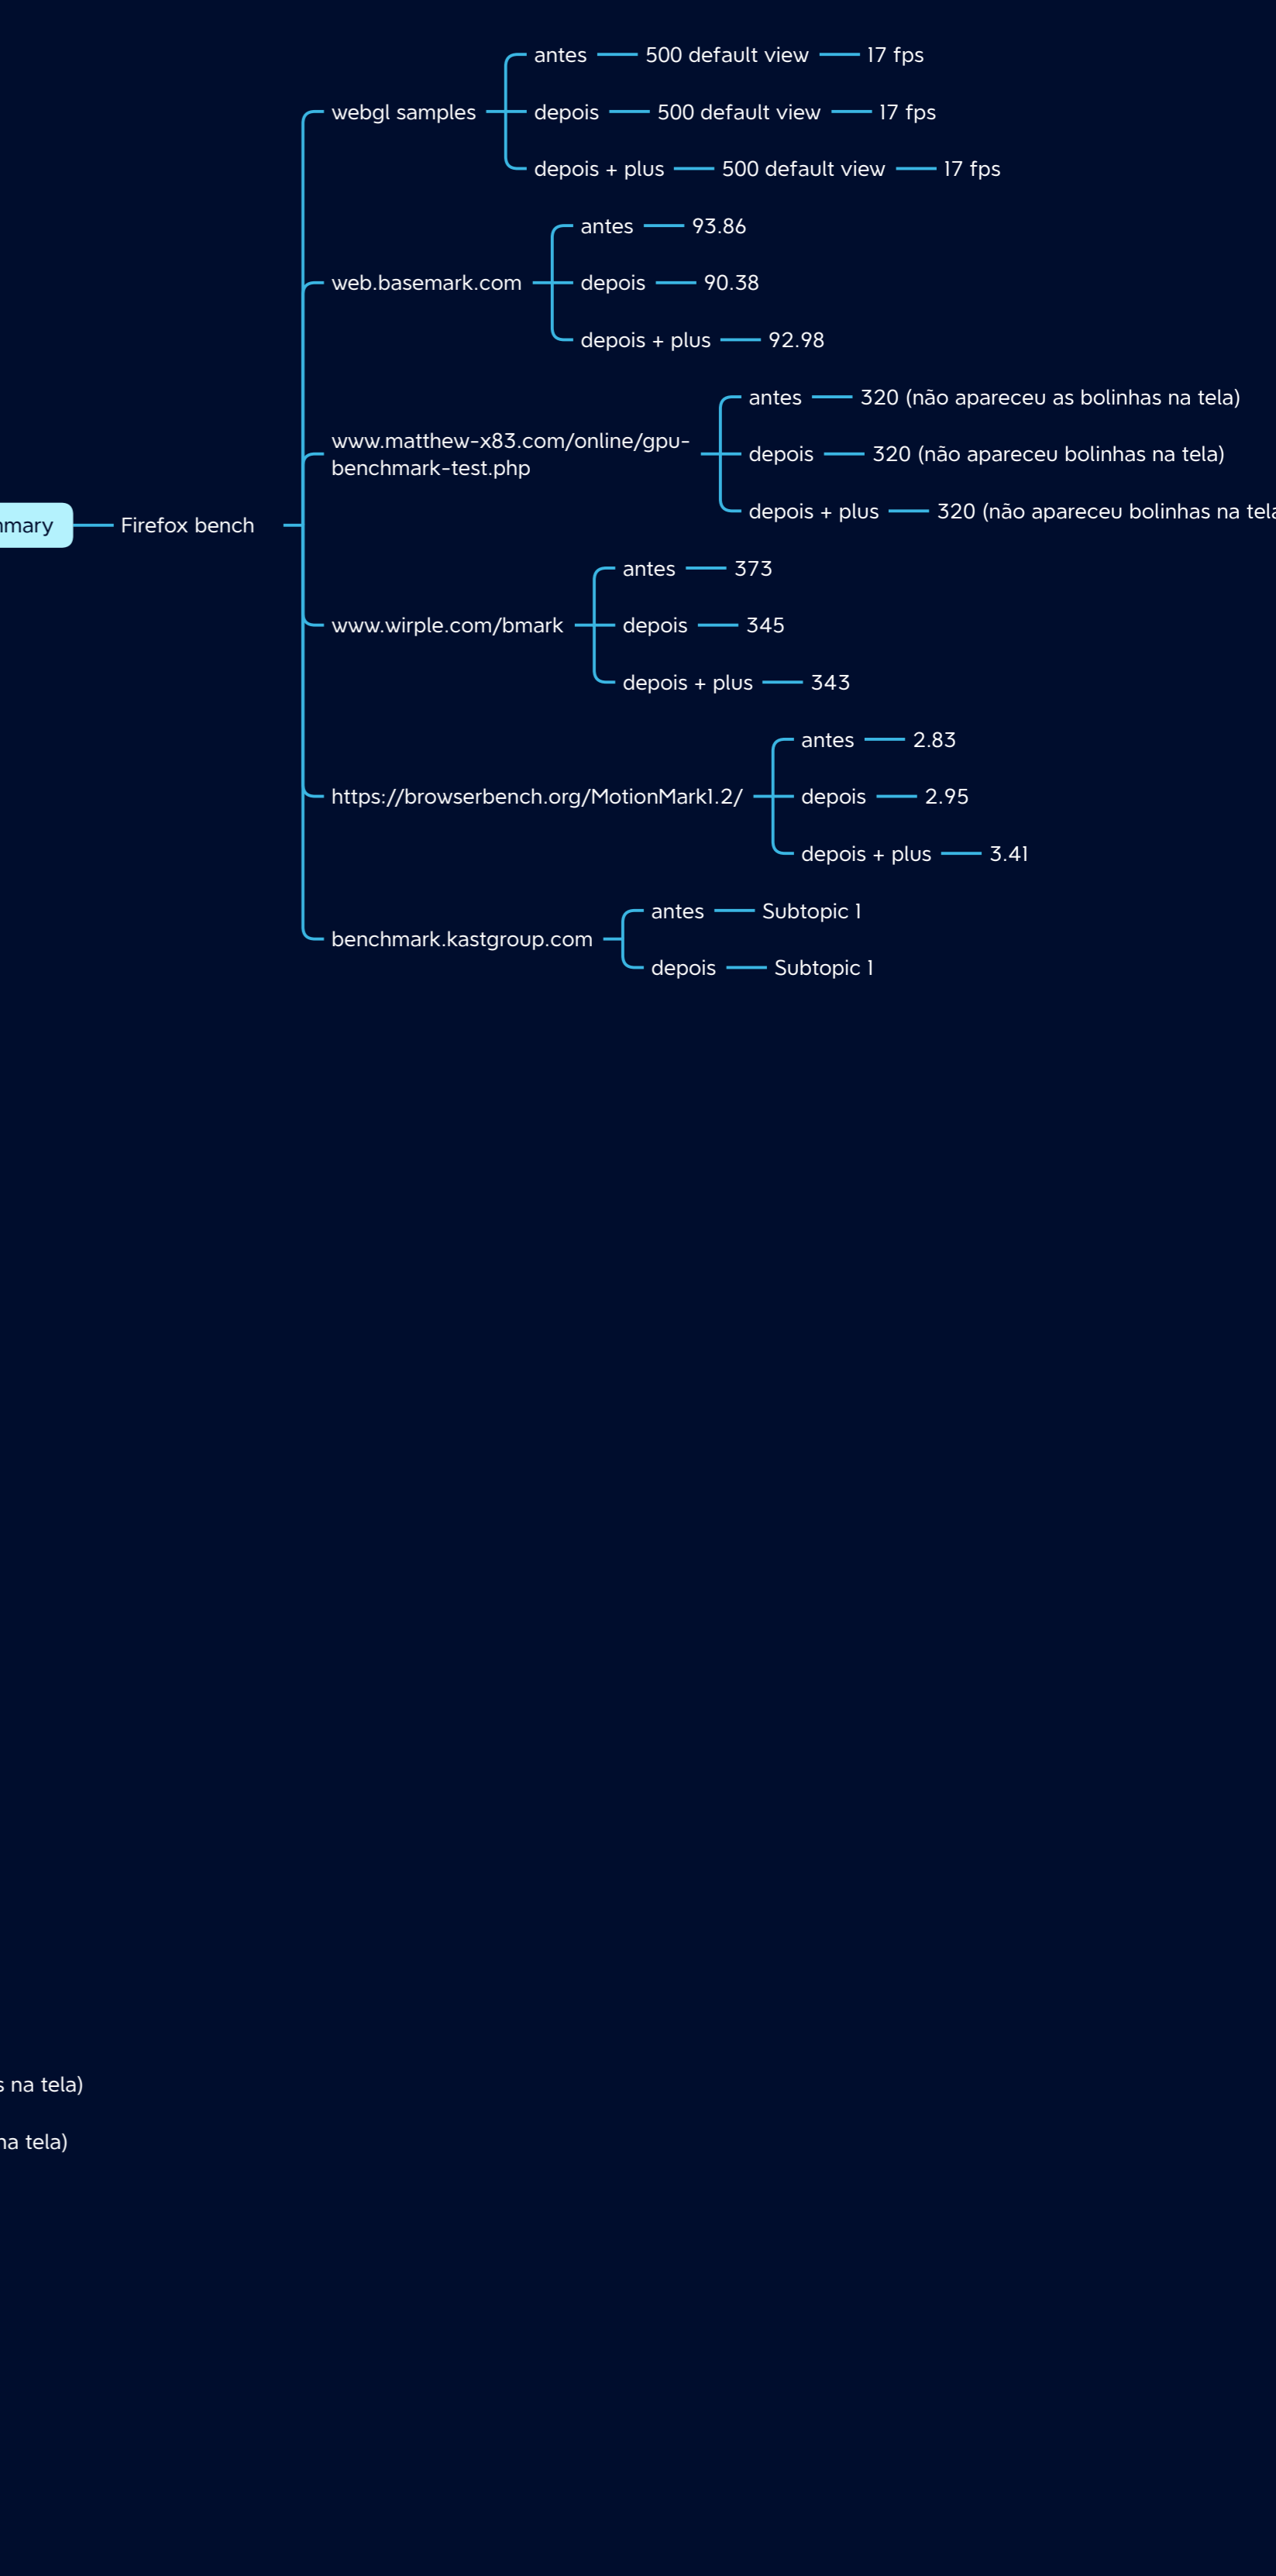 antes 500 default view 17 fps
webgl samples depois 500 default view 17 fps
depois + plus 500 default view 17 fps
antes 93.86
web.basemark.com depois 90.38
depois + plus 92.98
antes 320 (não apareceu as bolinhas na tela)
www.matthew-x83.com/online/gpu-
benchmark-test.php
depois 320 (não apareceu bolinhas na tela)
depois + plus 320 (não apareceu bolinhas na
Firefox bench
antes 373
www.wirple.com/bmark depois 345
depois + plus 343
antes 2.83
https://browserbench.org/MotionMark1.2/ depois 2.95
depois + plus 3.41
antes Subtopic 1
benchmark.kastgroup.com
depois Subtopic 1
na tela)
tela)